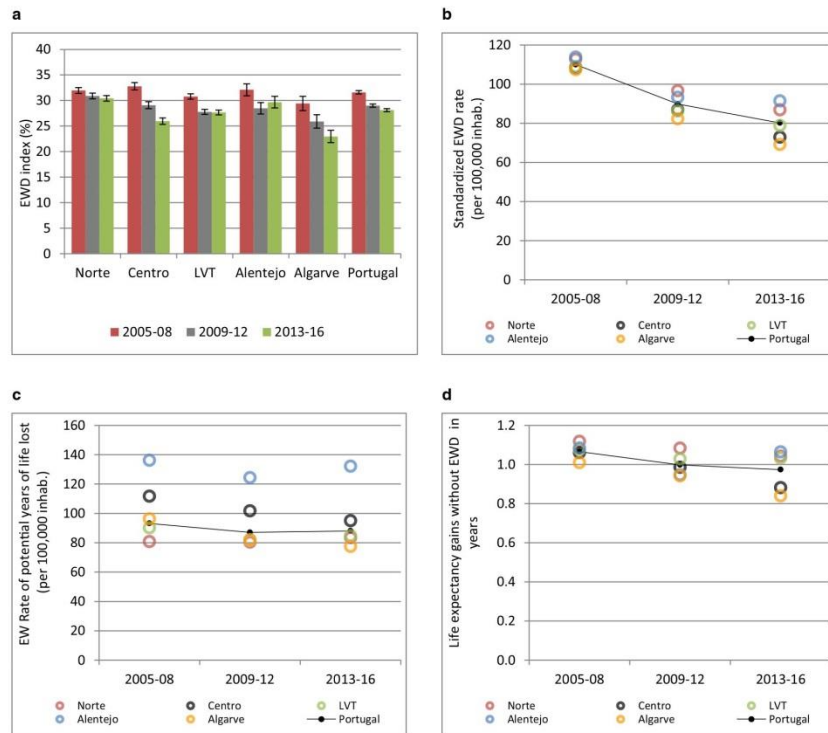 a
EWD index (%)
40
35
30
25
20
15
10
5
0
Norte Centro LVT Alentejo Algarve Portugal
2005-08 2009-12 2013-16
b
Standardized EWD rate
(per 100,000 inhab.)
120
100
80
60
40
20
0
2005-08 2009-12 2013-16
Norte Centro LVT
Alentejo Algarve Portugal
c
EW Rate of potential years of life lost
(per 100,000 inhab.)
160
140
120
100
80
60
40
20
0
2005-08 2009-12 2013-16
Norte Centro LVT
Alentejo Algarve Portugal
d
Life expectancy gains without EWD in
years
1.2
1.0
0.8
0.6
0.4
0.2
0.0
2005-08 2009-12 2013-16
Norte Centro LVT
Alentejo Algarve Portugal